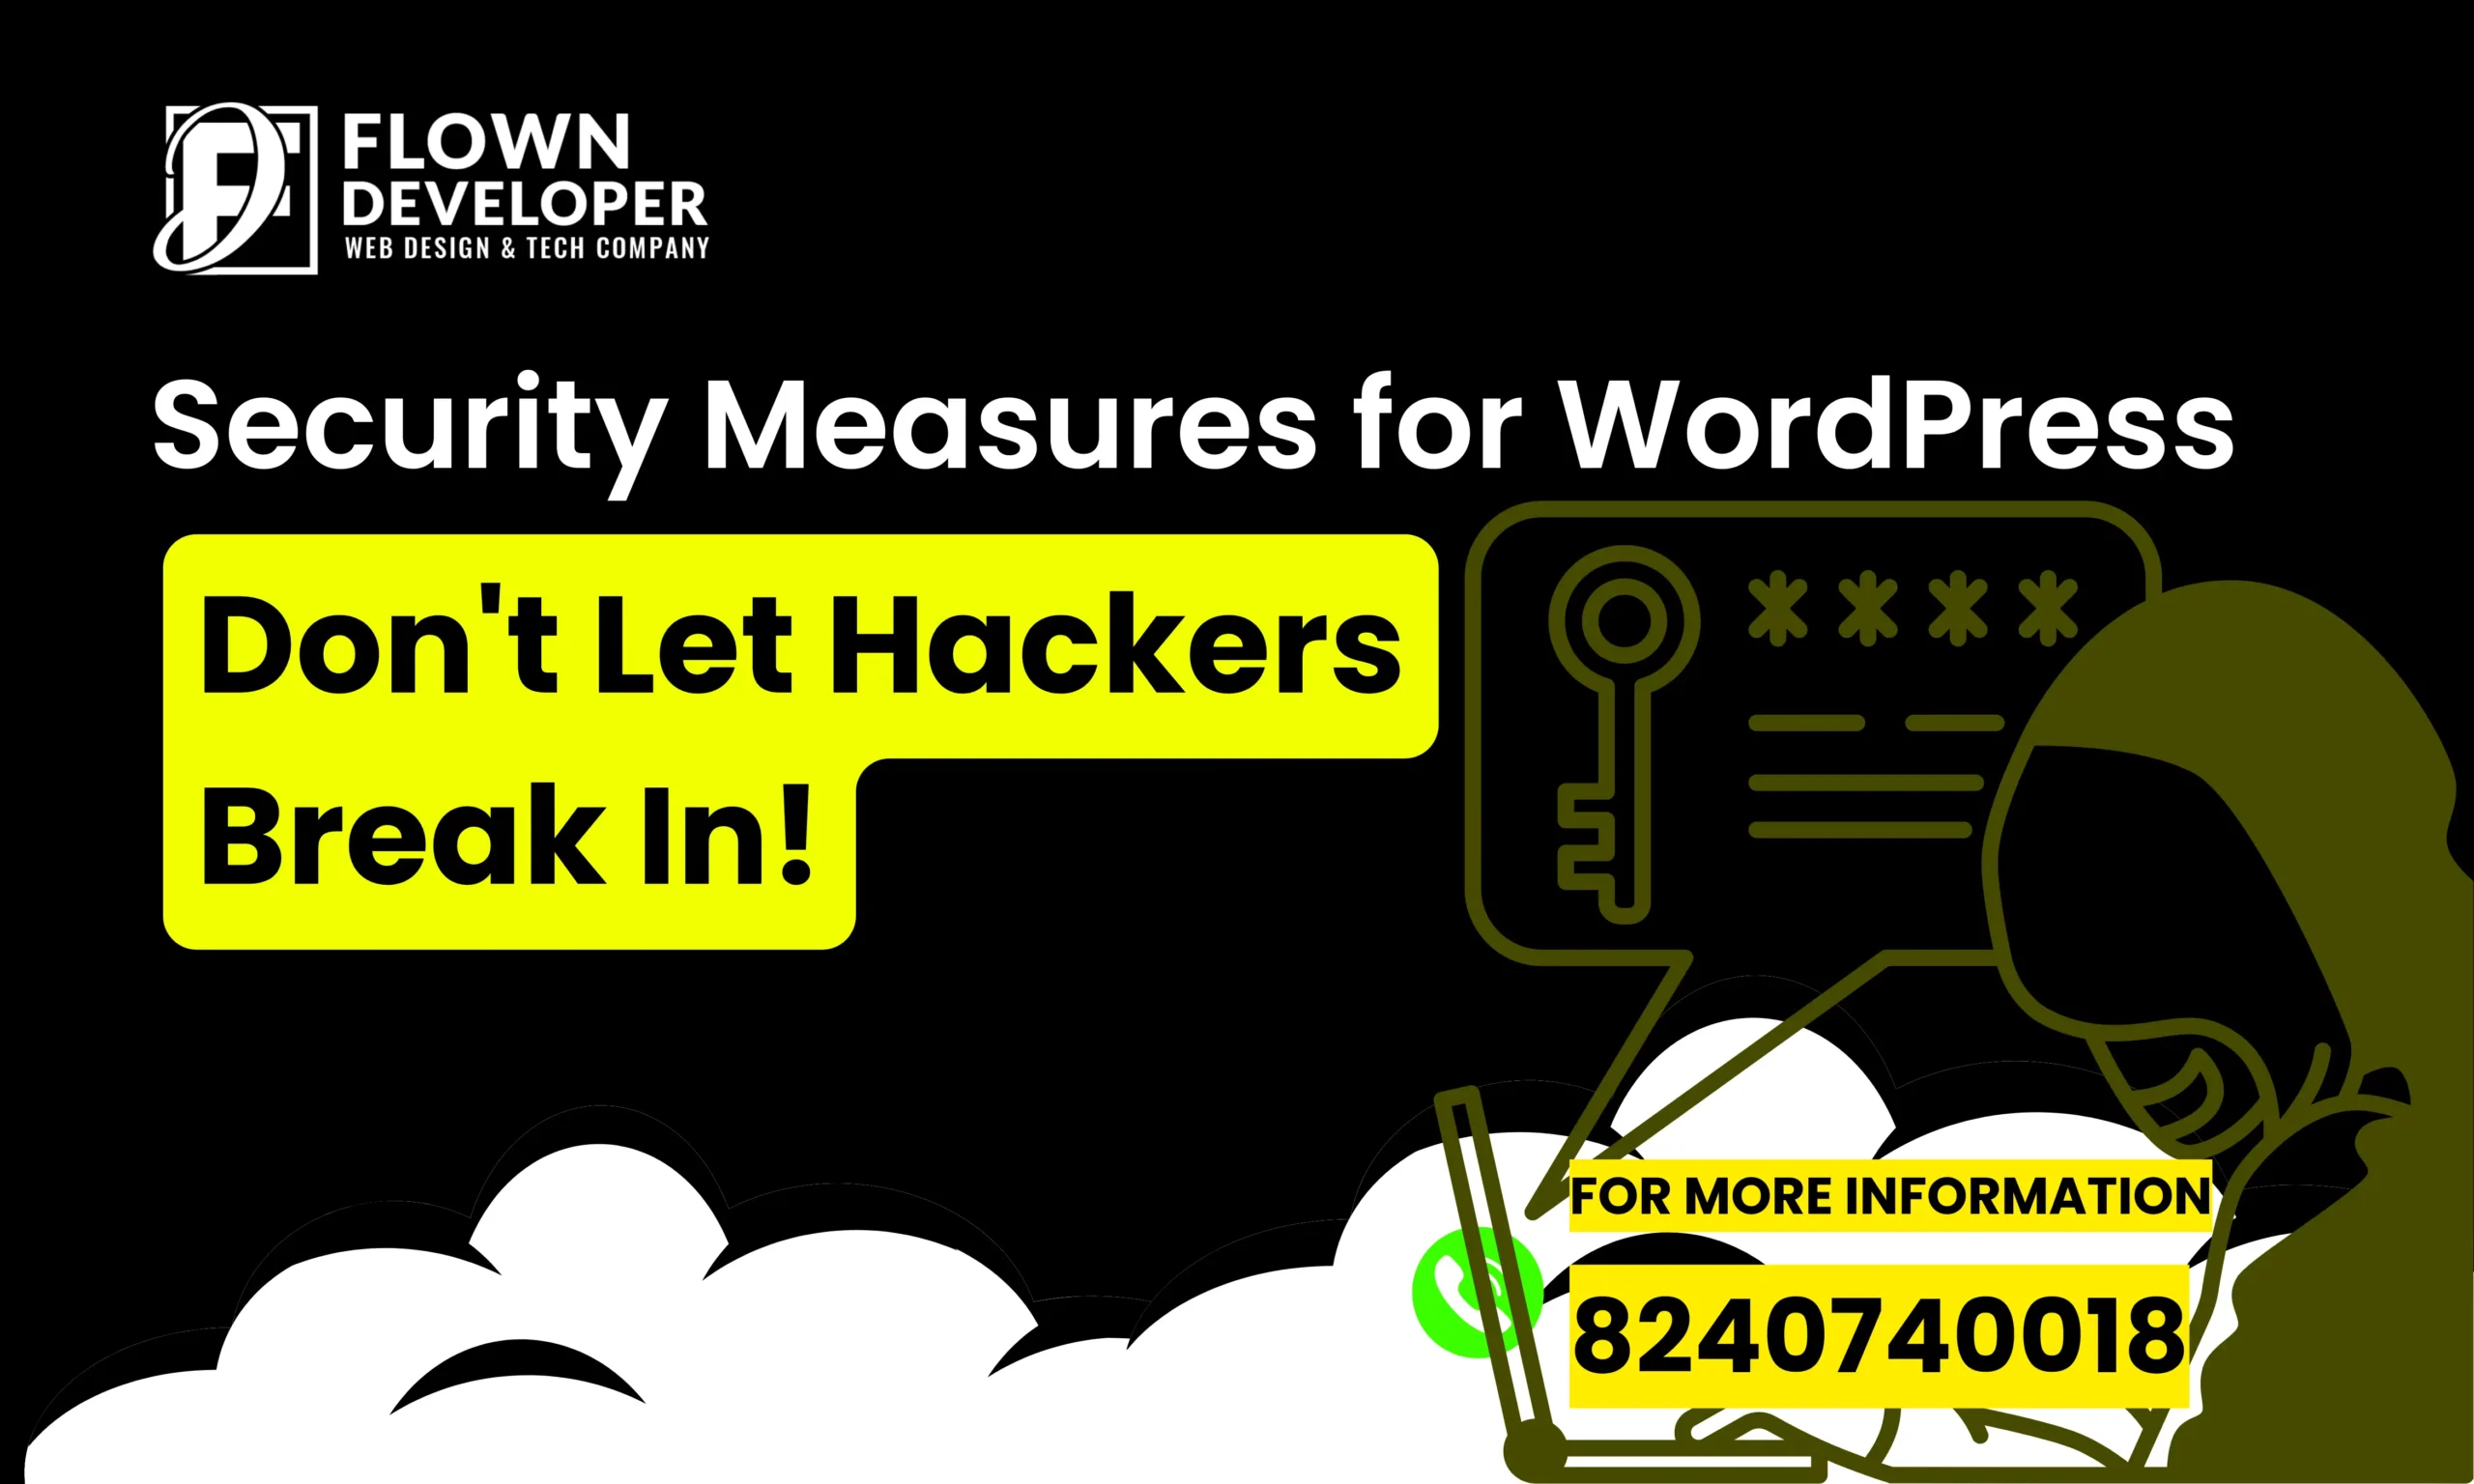 FLOWN
DEVELOPER
WEB DESIGN & TECH COMPANY
Security Measures for WordPress
Don't Let Hackers
Break In!
****
FOR MORE INFORMATION
8240740018